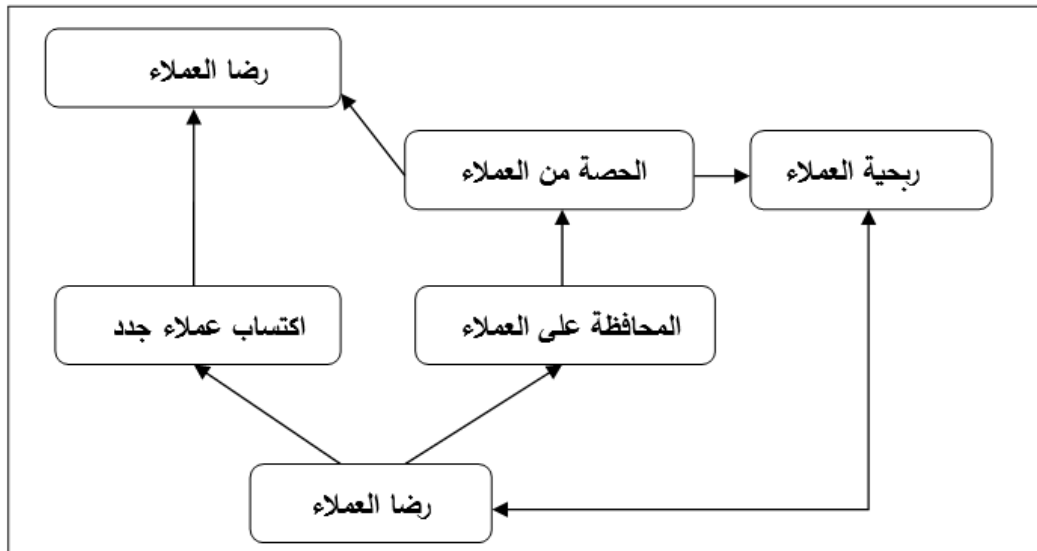 رضا العملاء
الحصة من العملاء
ربحية العملاء
اكتساب عملاء جدد
المحافظة على العملاء
رضا العملاء